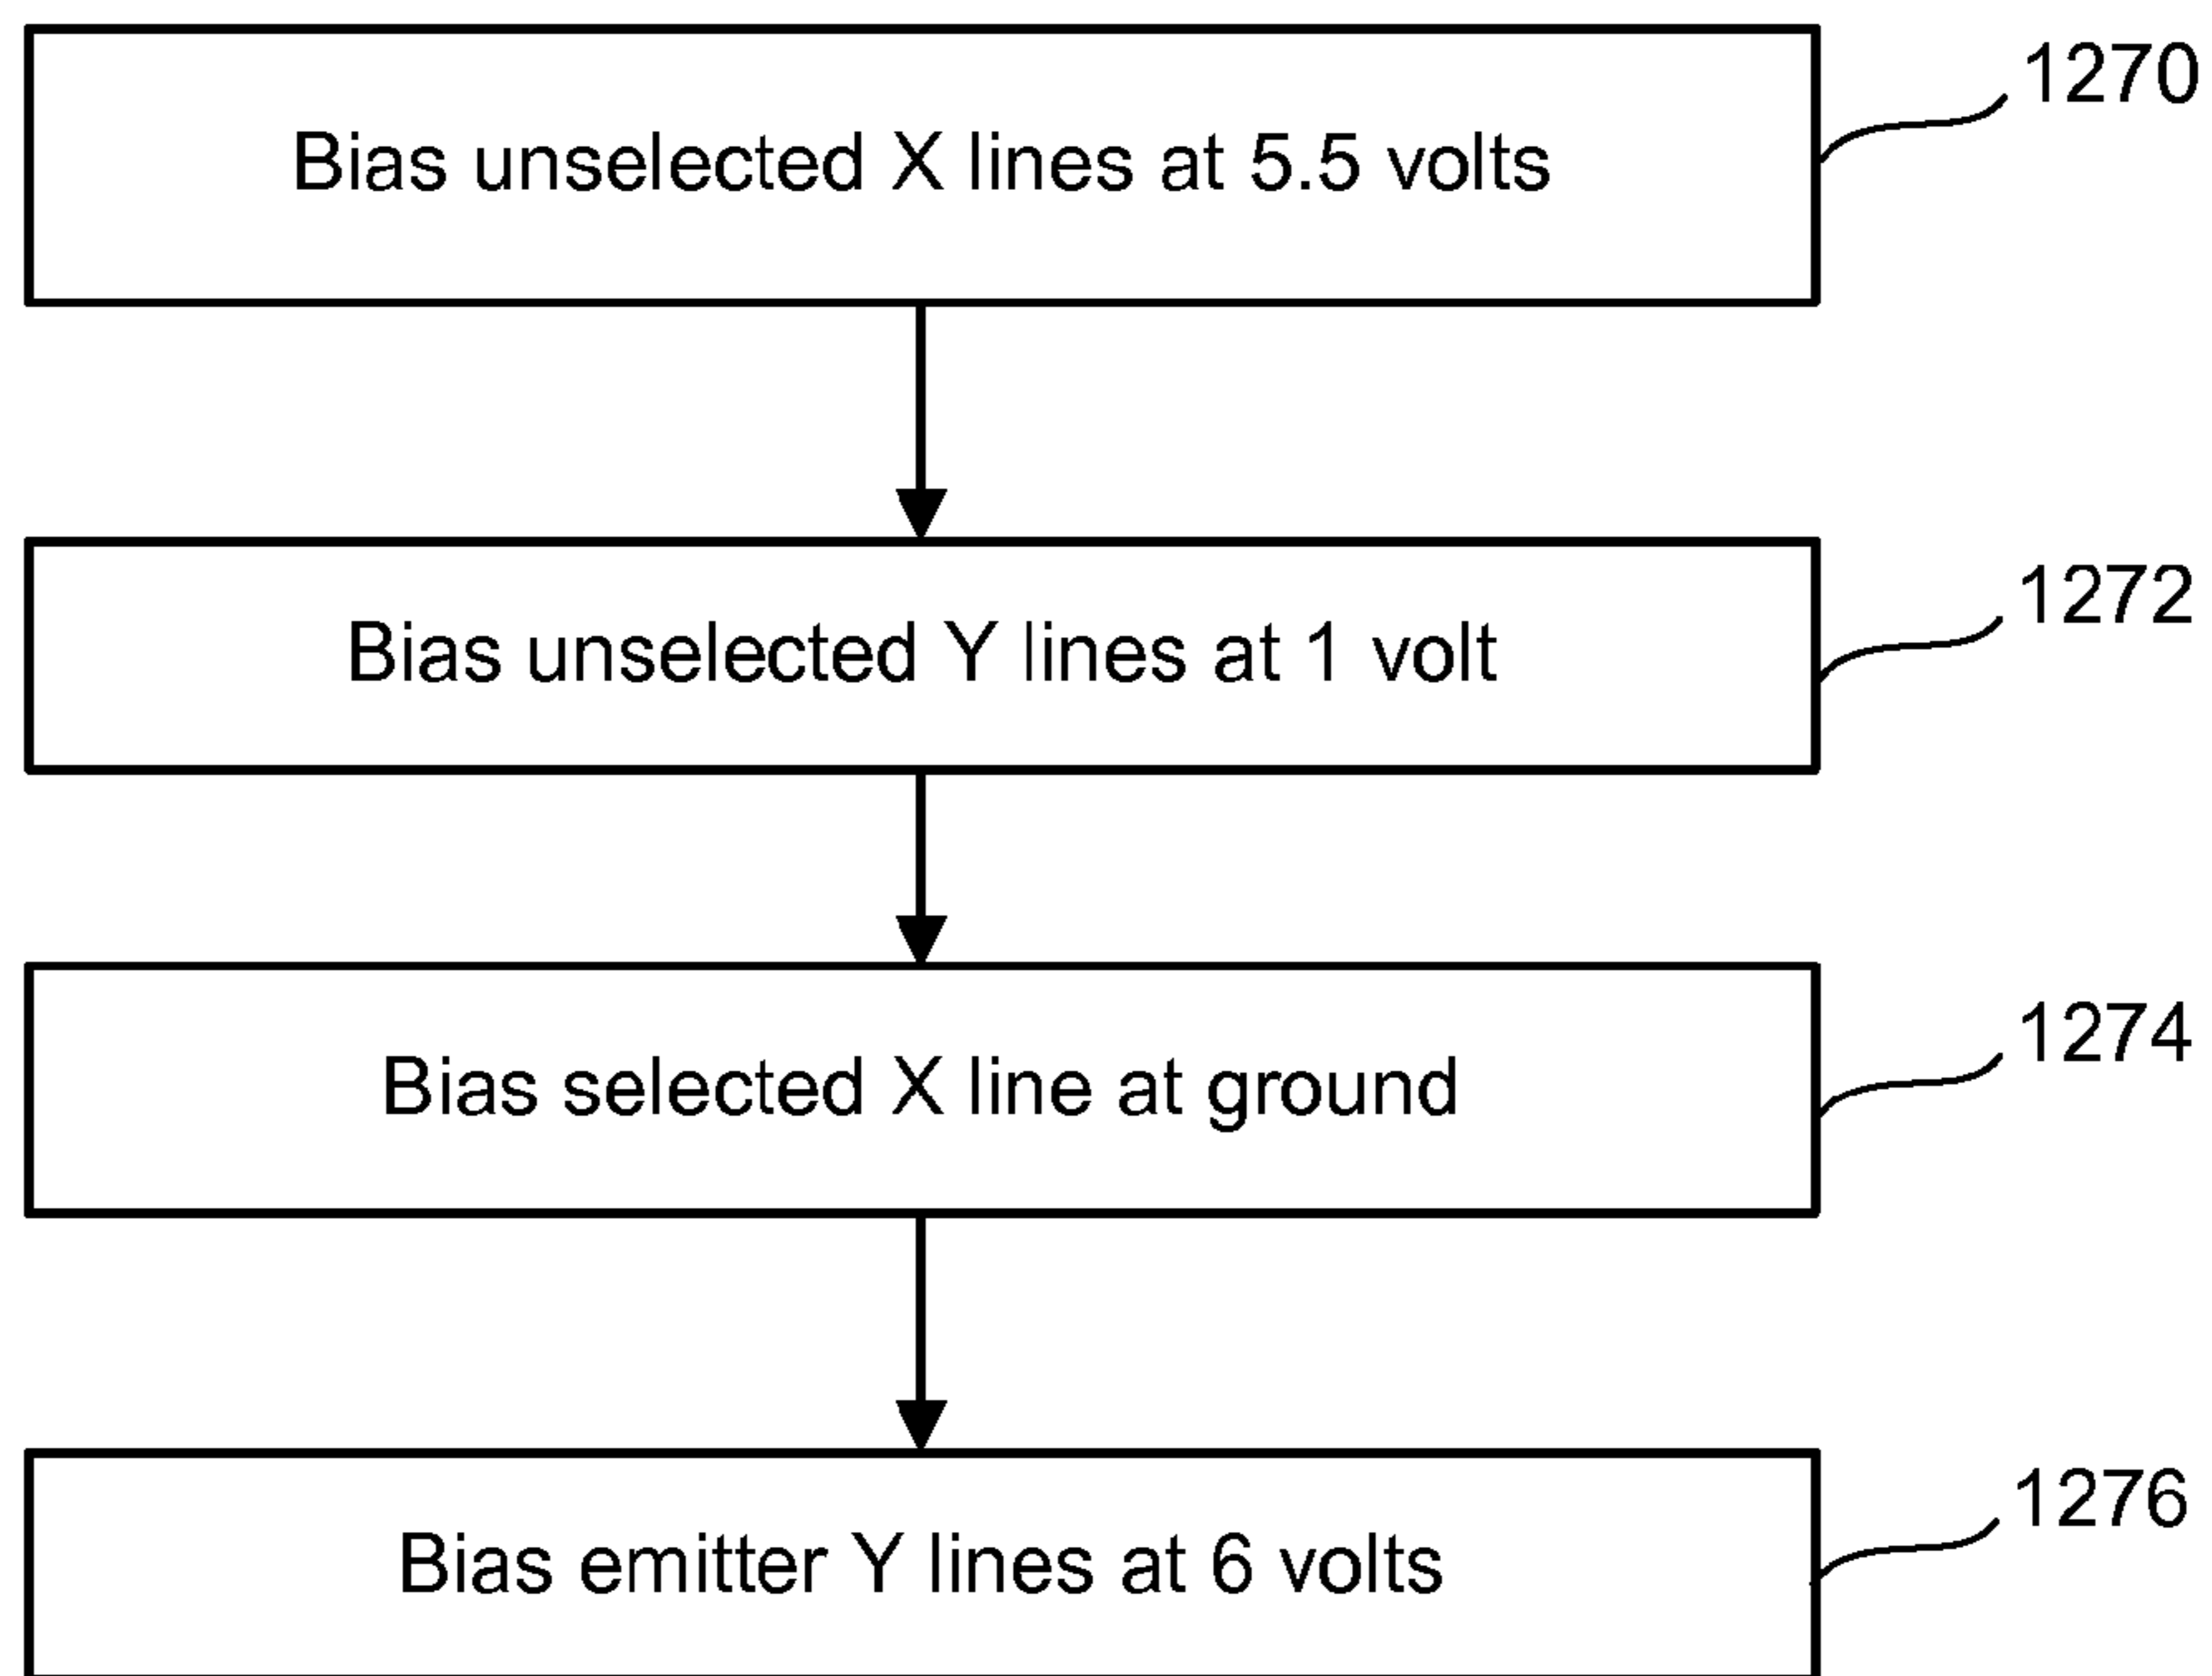 Bias unselected X lines at 5.5 volts
1270
Bias unselected Y lines at 1 volt
1272
Bias selected X line at ground
1274
Bias emitter Y lines at 6 volts
1276